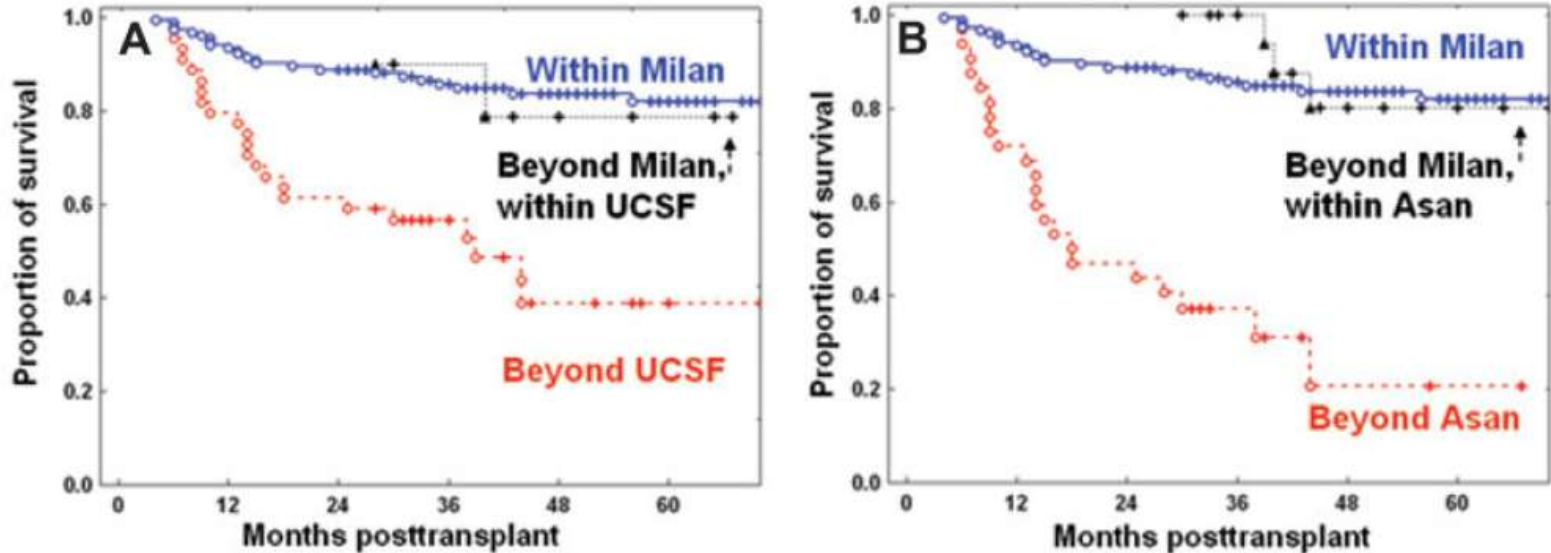 A
1.0
0.8
0.6
0.4
0.2
0.0
Proportion of survival
Within Milan
Beyond Milan,
within UCSF
Beyond UCSF
0 12 24 36 48 60
Months posttransplant
B
1.0
0.8
0.6
0.4
0.2
0.0
Proportion of survival
Within Milan
Beyond Milan,
within Asan
Beyond Asan
0 12 24 36 48 60
Months posttransplant